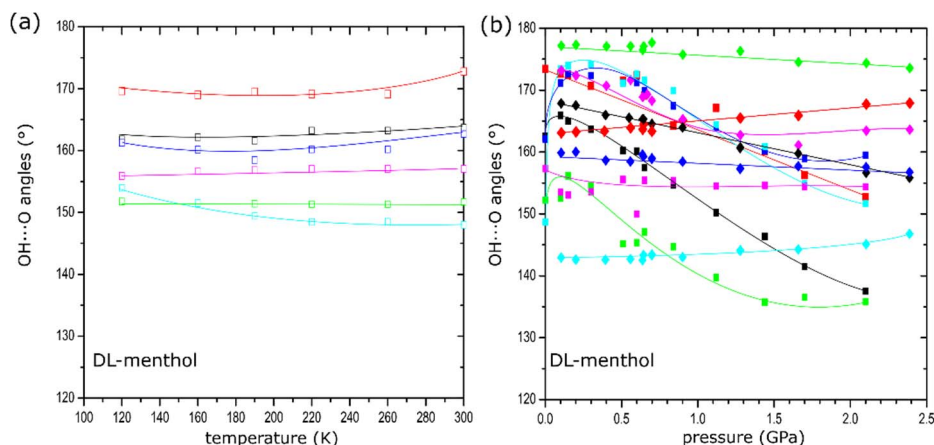 (a)
180
170
160
150
140
130
120
OH···O angles (°)
DL-menthol
100 120 140 160 180 200 220 240 260 280 300
temperature (K)
(b)
180
170
160
150
140
130
120
OH···O angles (°)
DL-menthol
0.0 0.5 1.0 1.5 2.0 2.5
pressure (GPa)